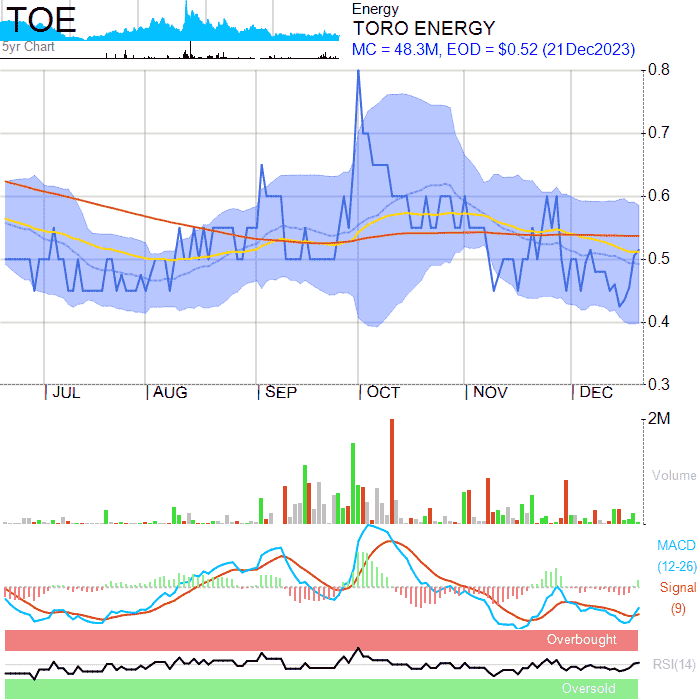 TOE
5yr Chart
Energy
TORO ENERGY
MC = 48.3M, EOD = $0.52 (21Dec2023)
0.8
0.7
0.6
0.5
0.4
0.3
JUL AUG SEP OCT NOV DEC
2M
Volume
MACD
(12-26)
Signal
(9)
Overbought
RSI(14)
Oversold